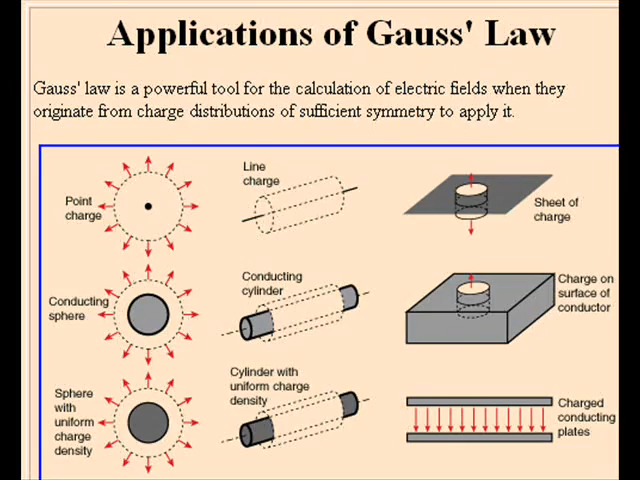 Applications of Gauss' Law
Gauss' law is a powerful tool for the calculation of electric fields when they
originate from charge distributions of sufficient symmetry to apply it.
Point
charge
Line
charge
Sheet of
charge
Conducting
sphere
Conducting
cylinder
Charge on
surface of
conductor
Sphere
with
uniform
charge
density
Cylinder with
uniform charge
density
Charged
conducting
plates